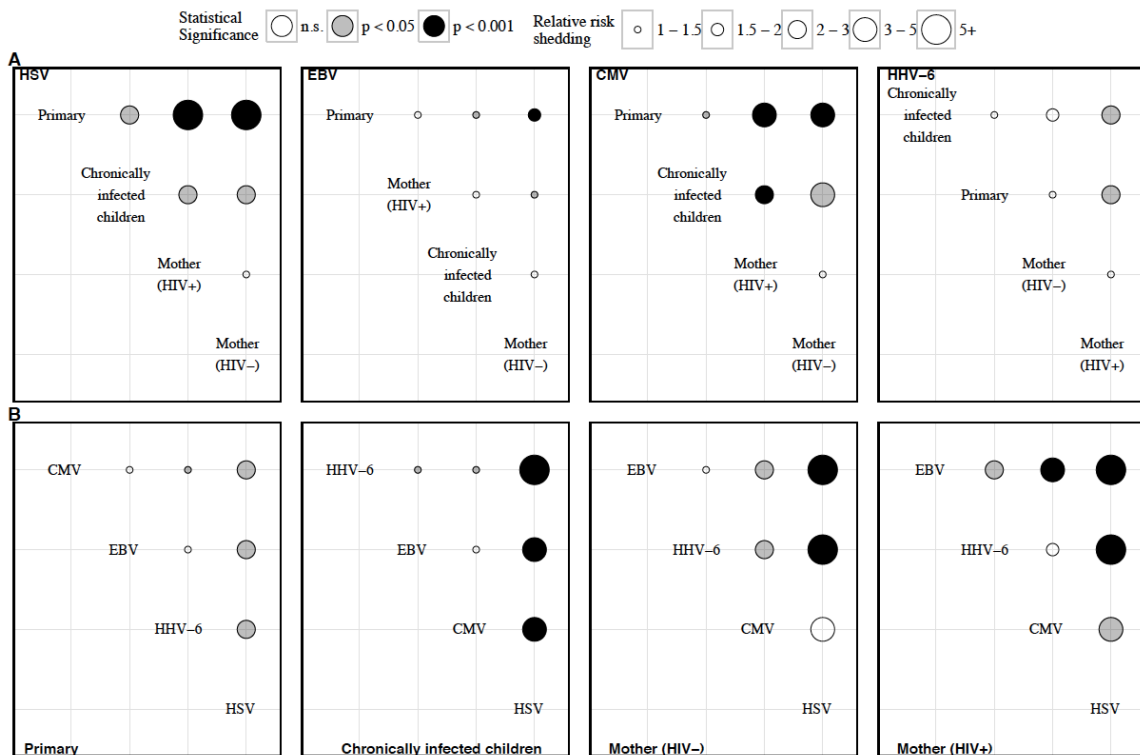 Statistical
Significance
n.s.
p < 0.05
p < 0.001
Relative risk
shedding
1 – 1.5
1.5 – 2
2 – 3
3 – 5
5+
A
HSV
Primary
Chronically
infected
children
Mother
(HIV+)
Mother
(HIV–)
EBV
Primary
Mother
(HIV+)
Chronically
infected
children
Mother
(HIV–)
CMV
Primary
Chronically
infected
children
Mother
(HIV+)
Mother
(HIV–)
HHV–6
Chronically
infected
children
Primary
Mother
(HIV–)
Mother
(HIV+)
B
CMV
EBV
HHV–6
HSV
Primary
HHV–6
EBV
CMV
HSV
Chronically infected children
EBV
HHV–6
CMV
HSV
Mother (HIV–)
EBV
HHV–6
CMV
HSV
Mother (HIV+)